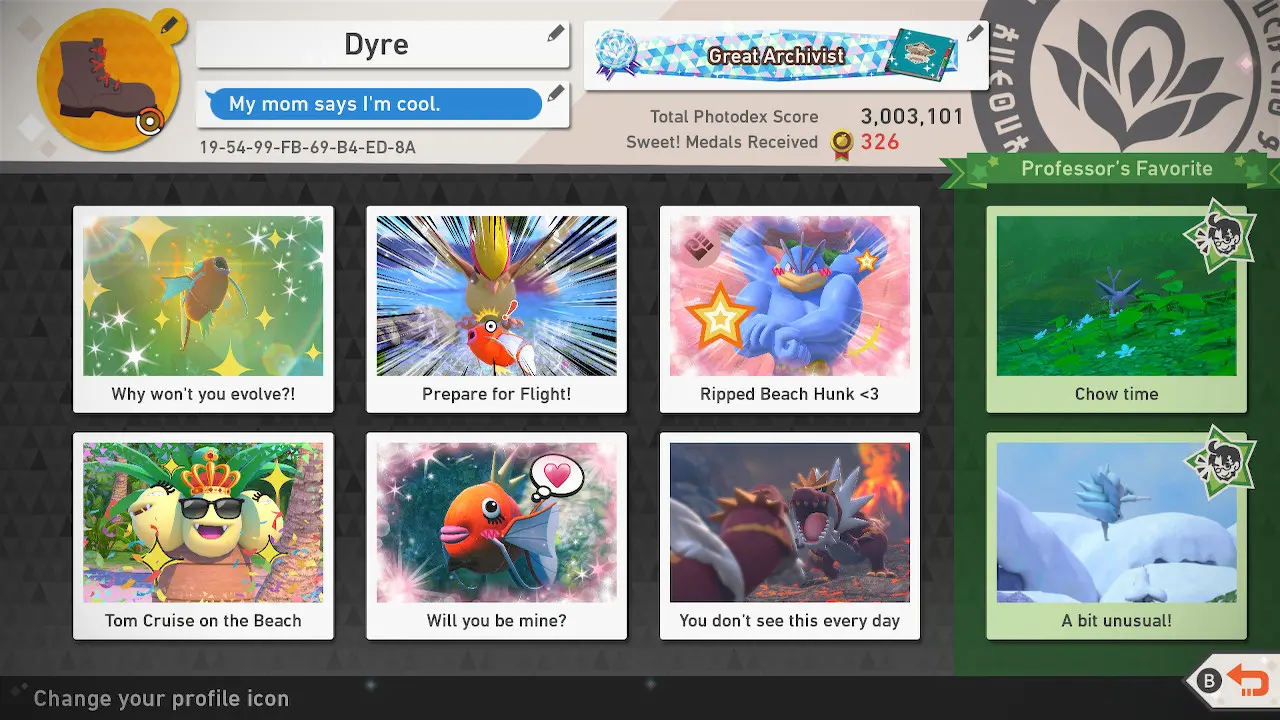 Dyre
My mom says I'm cool.
19-54-99-FB-69-B4-ED-8A
Great Archivist
Total Photodex Score 3,003,101
Sweet! Medals Received 326
Professor's Favorite
Why won't you evolve?!
Prepare for Flight!
Ripped Beach Hunk <3
Chow time
Tom Cruise on the Beach
Will you be mine?
You don't see this every day
A bit unusual!
Change your profile icon
B